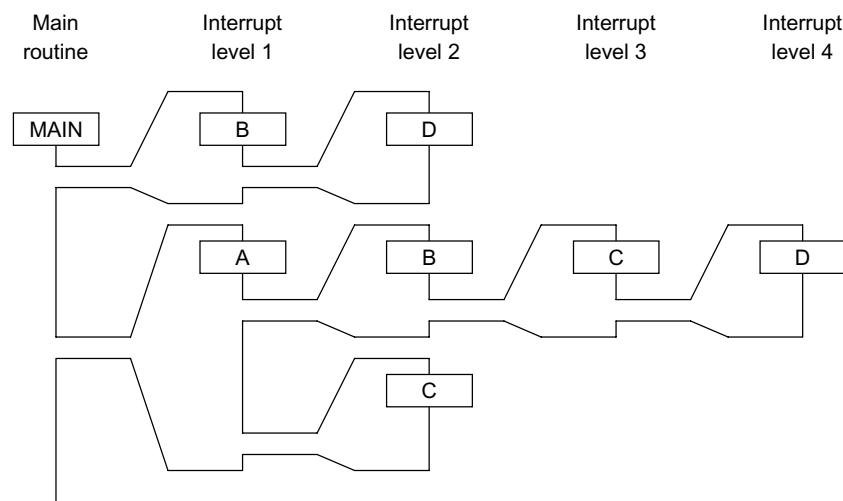 Main
routine
Interrupt
level 1
Interrupt
level 2
Interrupt
level 3
Interrupt
level 4
MAIN
B
D
A
B
C
D
C